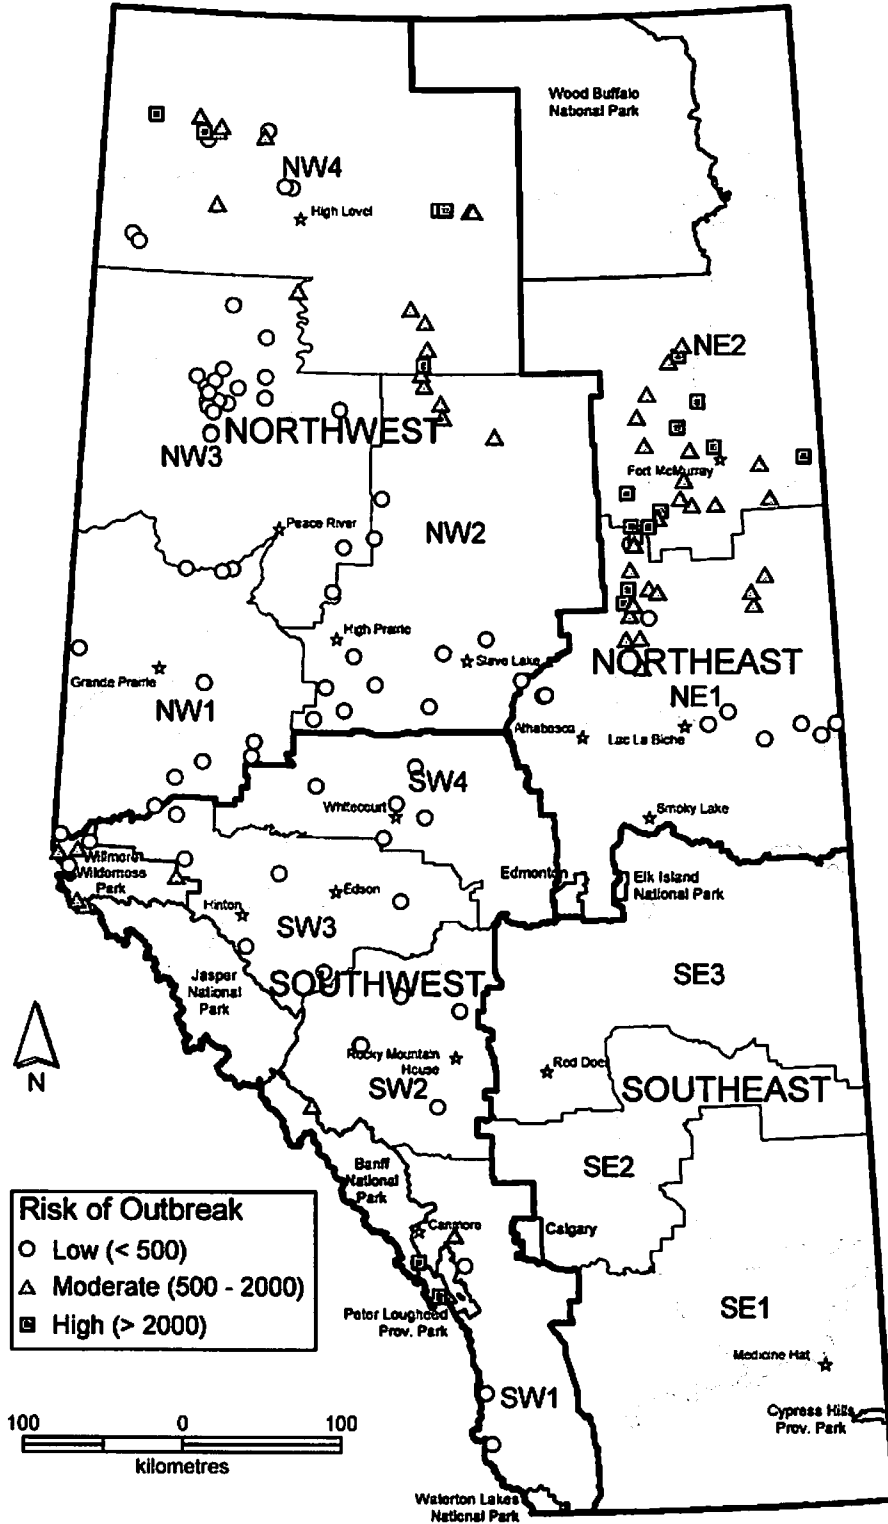 Wood Buffalo
National Park
NW4
High Level
NE2
NORTHWEST
NW3
Fort McMurray
Peace River
NW2
High Prairie
Slave Lake
NORTHEAST
Grande Prairie
NE1
NW1
Athabasca
Lac La Biche
SW4
Whitecourt
Smoky Lake
Willmore
Wilderness
Park
Edmonton
Elk Island
National Park
Edson
Hinton
SW3
SE3
Jasper
National
Park
SOUTHWEST
N
Rocky Mountain
House
Red Deer
SW2
SOUTHEAST
Banff
National
Park
SE2
Canmore
Calgary
Risk of Outbreak
Low (< 500)
Moderate (500 - 2000)
High (> 2000)
Peter Lougheed
Prov. Park
SE1
Medicine Hat
SW1
Cypress Hills
Prov. Park
100 0 100
kilometres
Waterton Lakes
National Park